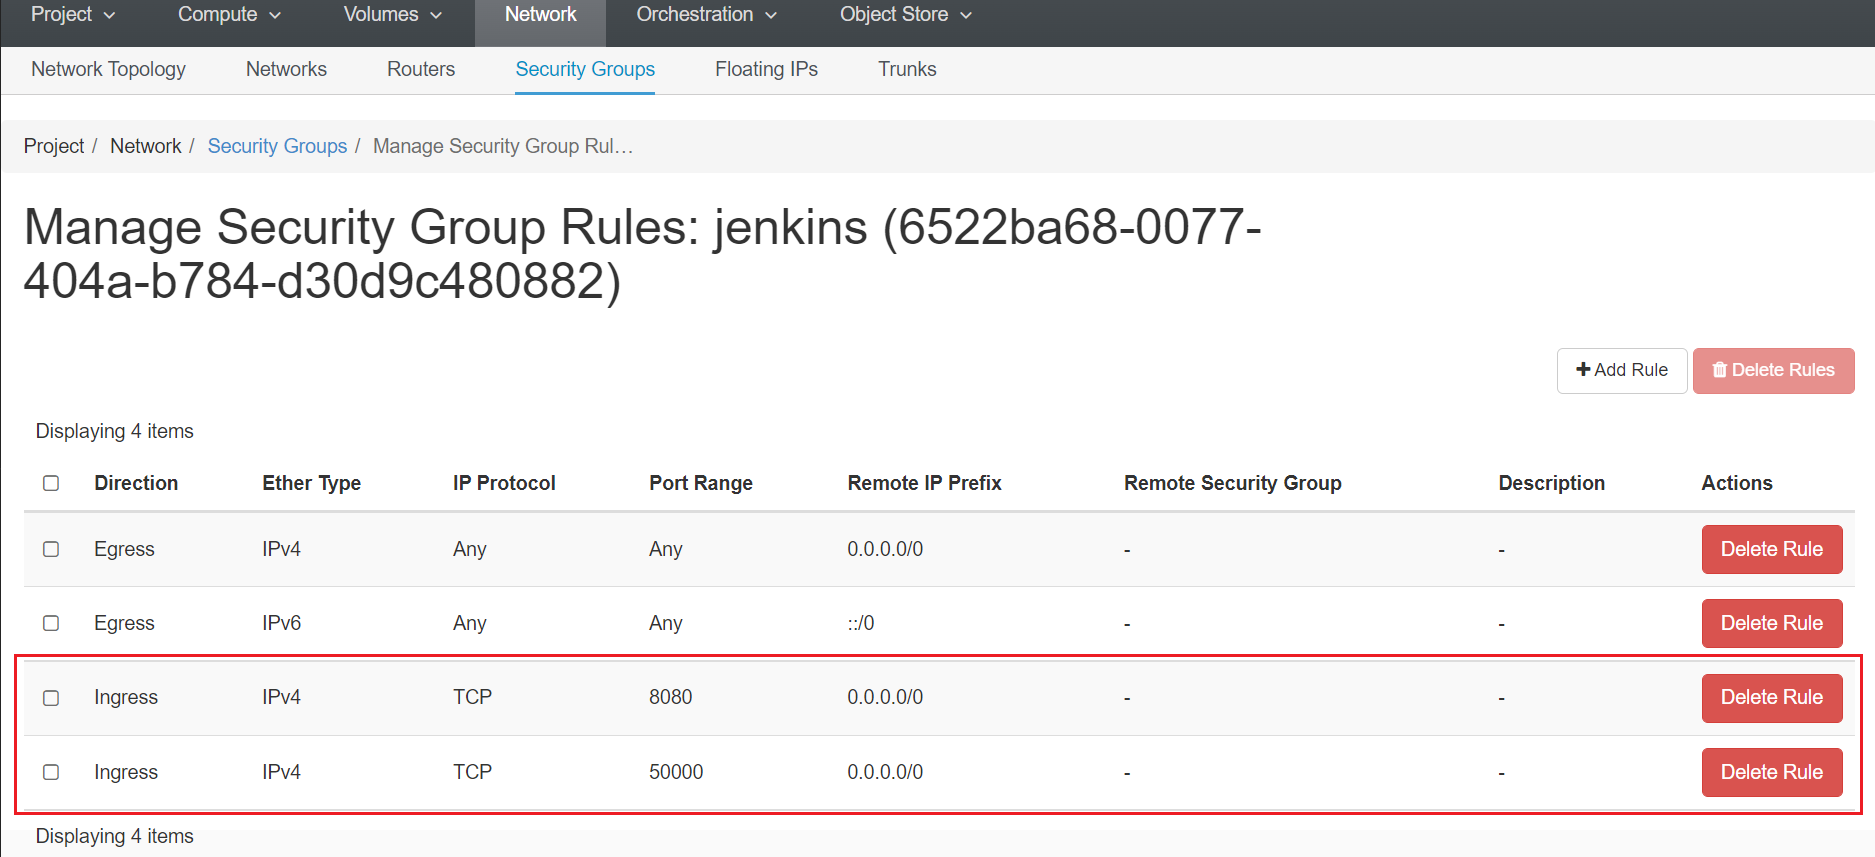 Project Compute Volumes Network Orchestration Object Store
Network Topology Networks Routers Security Groups Floating IPs Trunks
Project / Network / Security Groups / Manage Security Group Rul…
Manage Security Group Rules: jenkins (6522ba68-0077-
404a-b784-d30d9c480882)
Add Rule Delete Rules
Displaying 4 items
Direction Ether Type IP Protocol Port Range Remote IP Prefix Remote Security Group Description Actions
Egress IPv4 Any Any 0.0.0.0/0 - - Delete Rule
Egress IPv6 Any Any ::/0 - - Delete Rule
Ingress IPv4 TCP 8080 0.0.0.0/0 - - Delete Rule
Ingress IPv4 TCP 50000 0.0.0.0/0 - - Delete Rule
Displaying 4 items